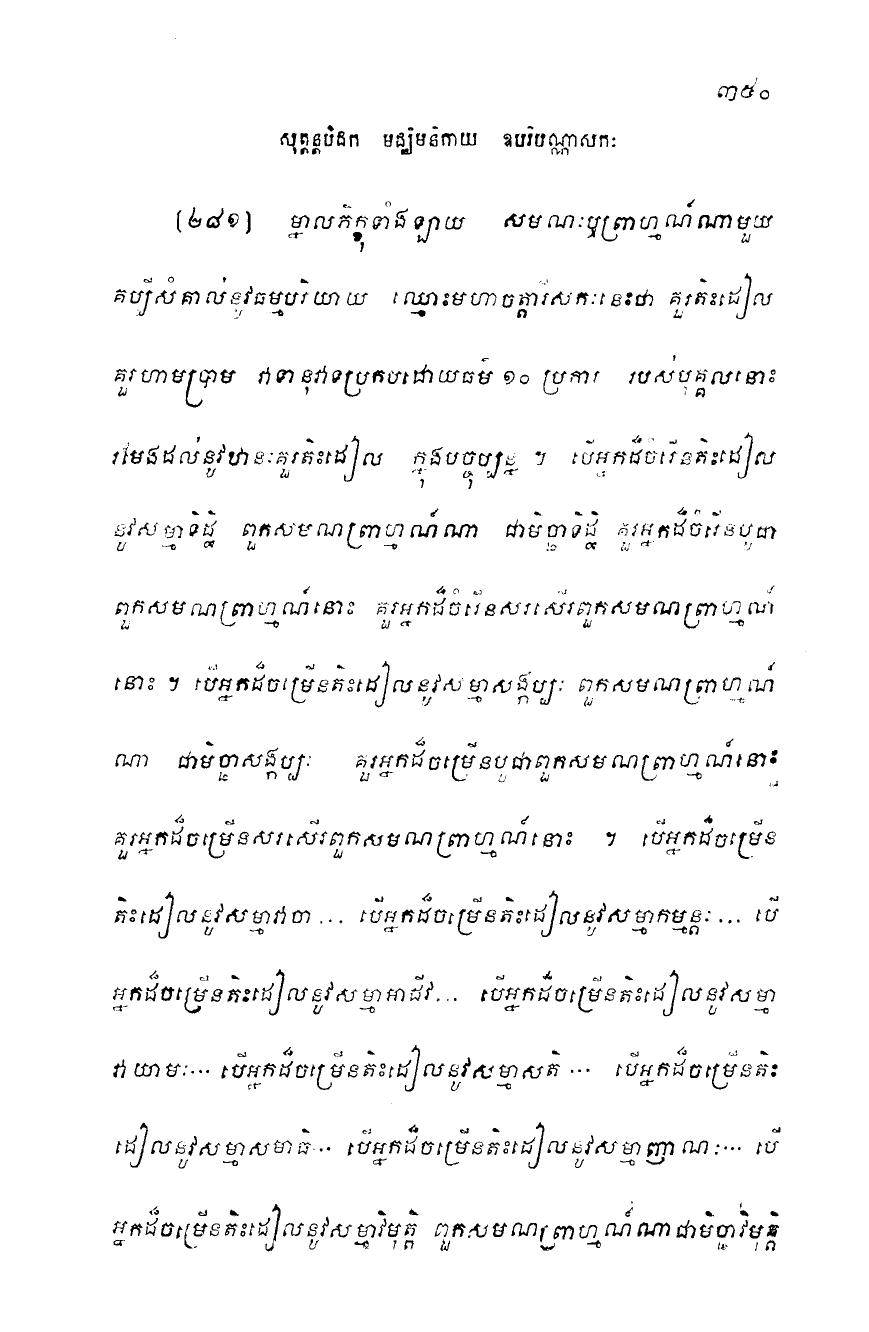 ៣៥០
សុត្តន្តបិដក មជ្ឈិមនិកាយ ឧបរិបណ្ណាសកៈ
(២៨១) ម្នាលភិក្ខុទាំងឡាយ សមណៈឬព្រាហ្មណ៍ណាមួយ
គប្បីសំគាល់នូវធម្មបរិយាយ ឈ្មោះមហាចត្តារីសកៈនេះថា គួរតិះដៀល
គួរហាមប្រាម វាទានុវាទប្រកបដោយធម៌ ១០ ប្រការ របស់បុគ្គលនោះ
រមែងដល់នូវឋានៈគួរតិះដៀល ក្នុងបច្ចុប្បន្ន ។ បើអ្នកដ៏ចំរើនតិះដៀល
នូវសម្មាទិដ្ឋិ ពួកសមណព្រាហ្មណ៍ណា ជាមិច្ឆាទិដ្ឋិ គួរអ្នកដ៏ចំរើនបូជា
ពួកសមណព្រាហ្មណ៍នោះ គួរអ្នកដ៏ចំរើនសរសើរពួកសមណព្រាហ្មណ៍
នោះ ។ បើអ្នកដ៏ចម្រើនតិះដៀលនូវសម្មាសង្កប្បៈ ពួកសមណព្រាហ្មណ៍
ណា ជាមិច្ឆាសង្កប្បៈ គួរអ្នកដ៏ចម្រើនបូជាពួកសមណព្រាហ្មណ៍នោះ
គួរអ្នកដ៏ចម្រើនសរសើរពួកសមណព្រាហ្មណ៍នោះ ។ បើអ្នកដ៏ចម្រើន
តិះដៀលនូវសម្មាវាចា ... បើអ្នកដ៏ចម្រើនតិះដៀលនូវសម្មាកម្មន្តៈ ... បើ
អ្នកដ៏ចម្រើនតិះដៀលនូវសម្មាអាជីវ... បើអ្នកដ៏ចម្រើនតិះដៀលនូវសម្មា
វាយាមៈ... បើអ្នកដ៏ចម្រើនតិះដៀលនូវសម្មាសតិ ... បើអ្នកដ៏ចម្រើនតិះ
ដៀលនូវសម្មាសមាធិ... បើអ្នកដ៏ចម្រើនតិះដៀលនូវសម្មាញាណៈ... បើ
អ្នកដ៏ចម្រើនតិះដៀលនូវសម្មាវិមុត្តិ ពួកសមណព្រាហ្មណ៍ណាជាមិច្ឆាវិមុត្តិ